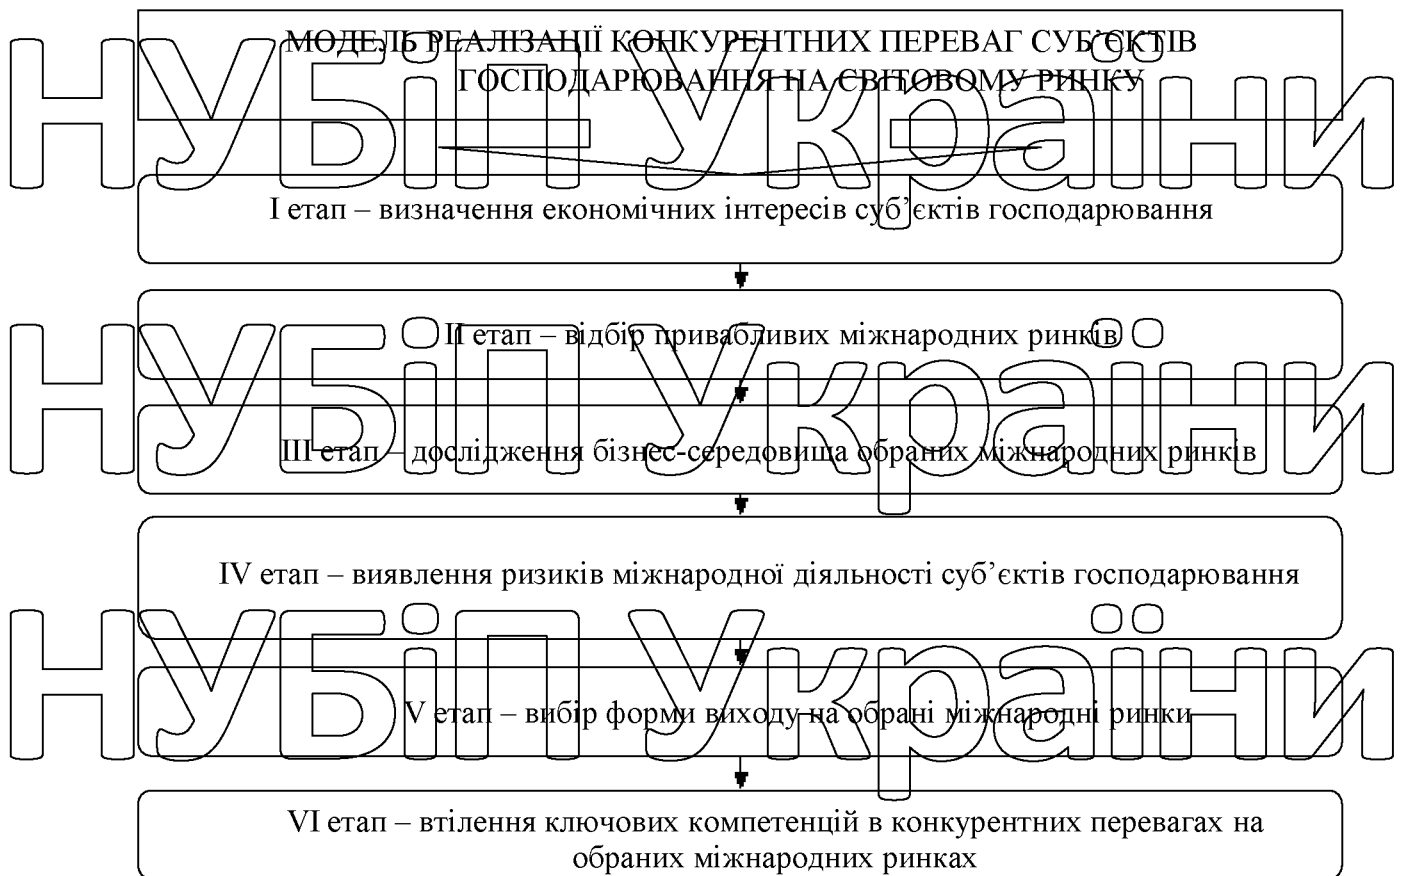 МОДЕЛЬ РЕАЛІЗАЦІЇ КОНКУРЕНТНИХ ПЕРЕВАГ СУБ’ЄКТІВ
ГОСПОДАРЮВАННЯ НА СВІТОВОМУ РИНКУ
НУБіП України
І етап – визначення економічних інтересів суб’єктів господарювання
ІІ етап – відбір привабливих міжнародних ринків
НУБіП України
ІІІ етап – дослідження бізнес-середовища обраних міжнародних ринків
IV етап – виявлення ризиків міжнародної діяльності суб’єктів господарювання
НУБіП України
V етап – вибір форми виходу на обрані міжнародні ринки
VI етап – втілення ключових компетенцій в конкурентних перевагах на
обраних міжнародних ринках